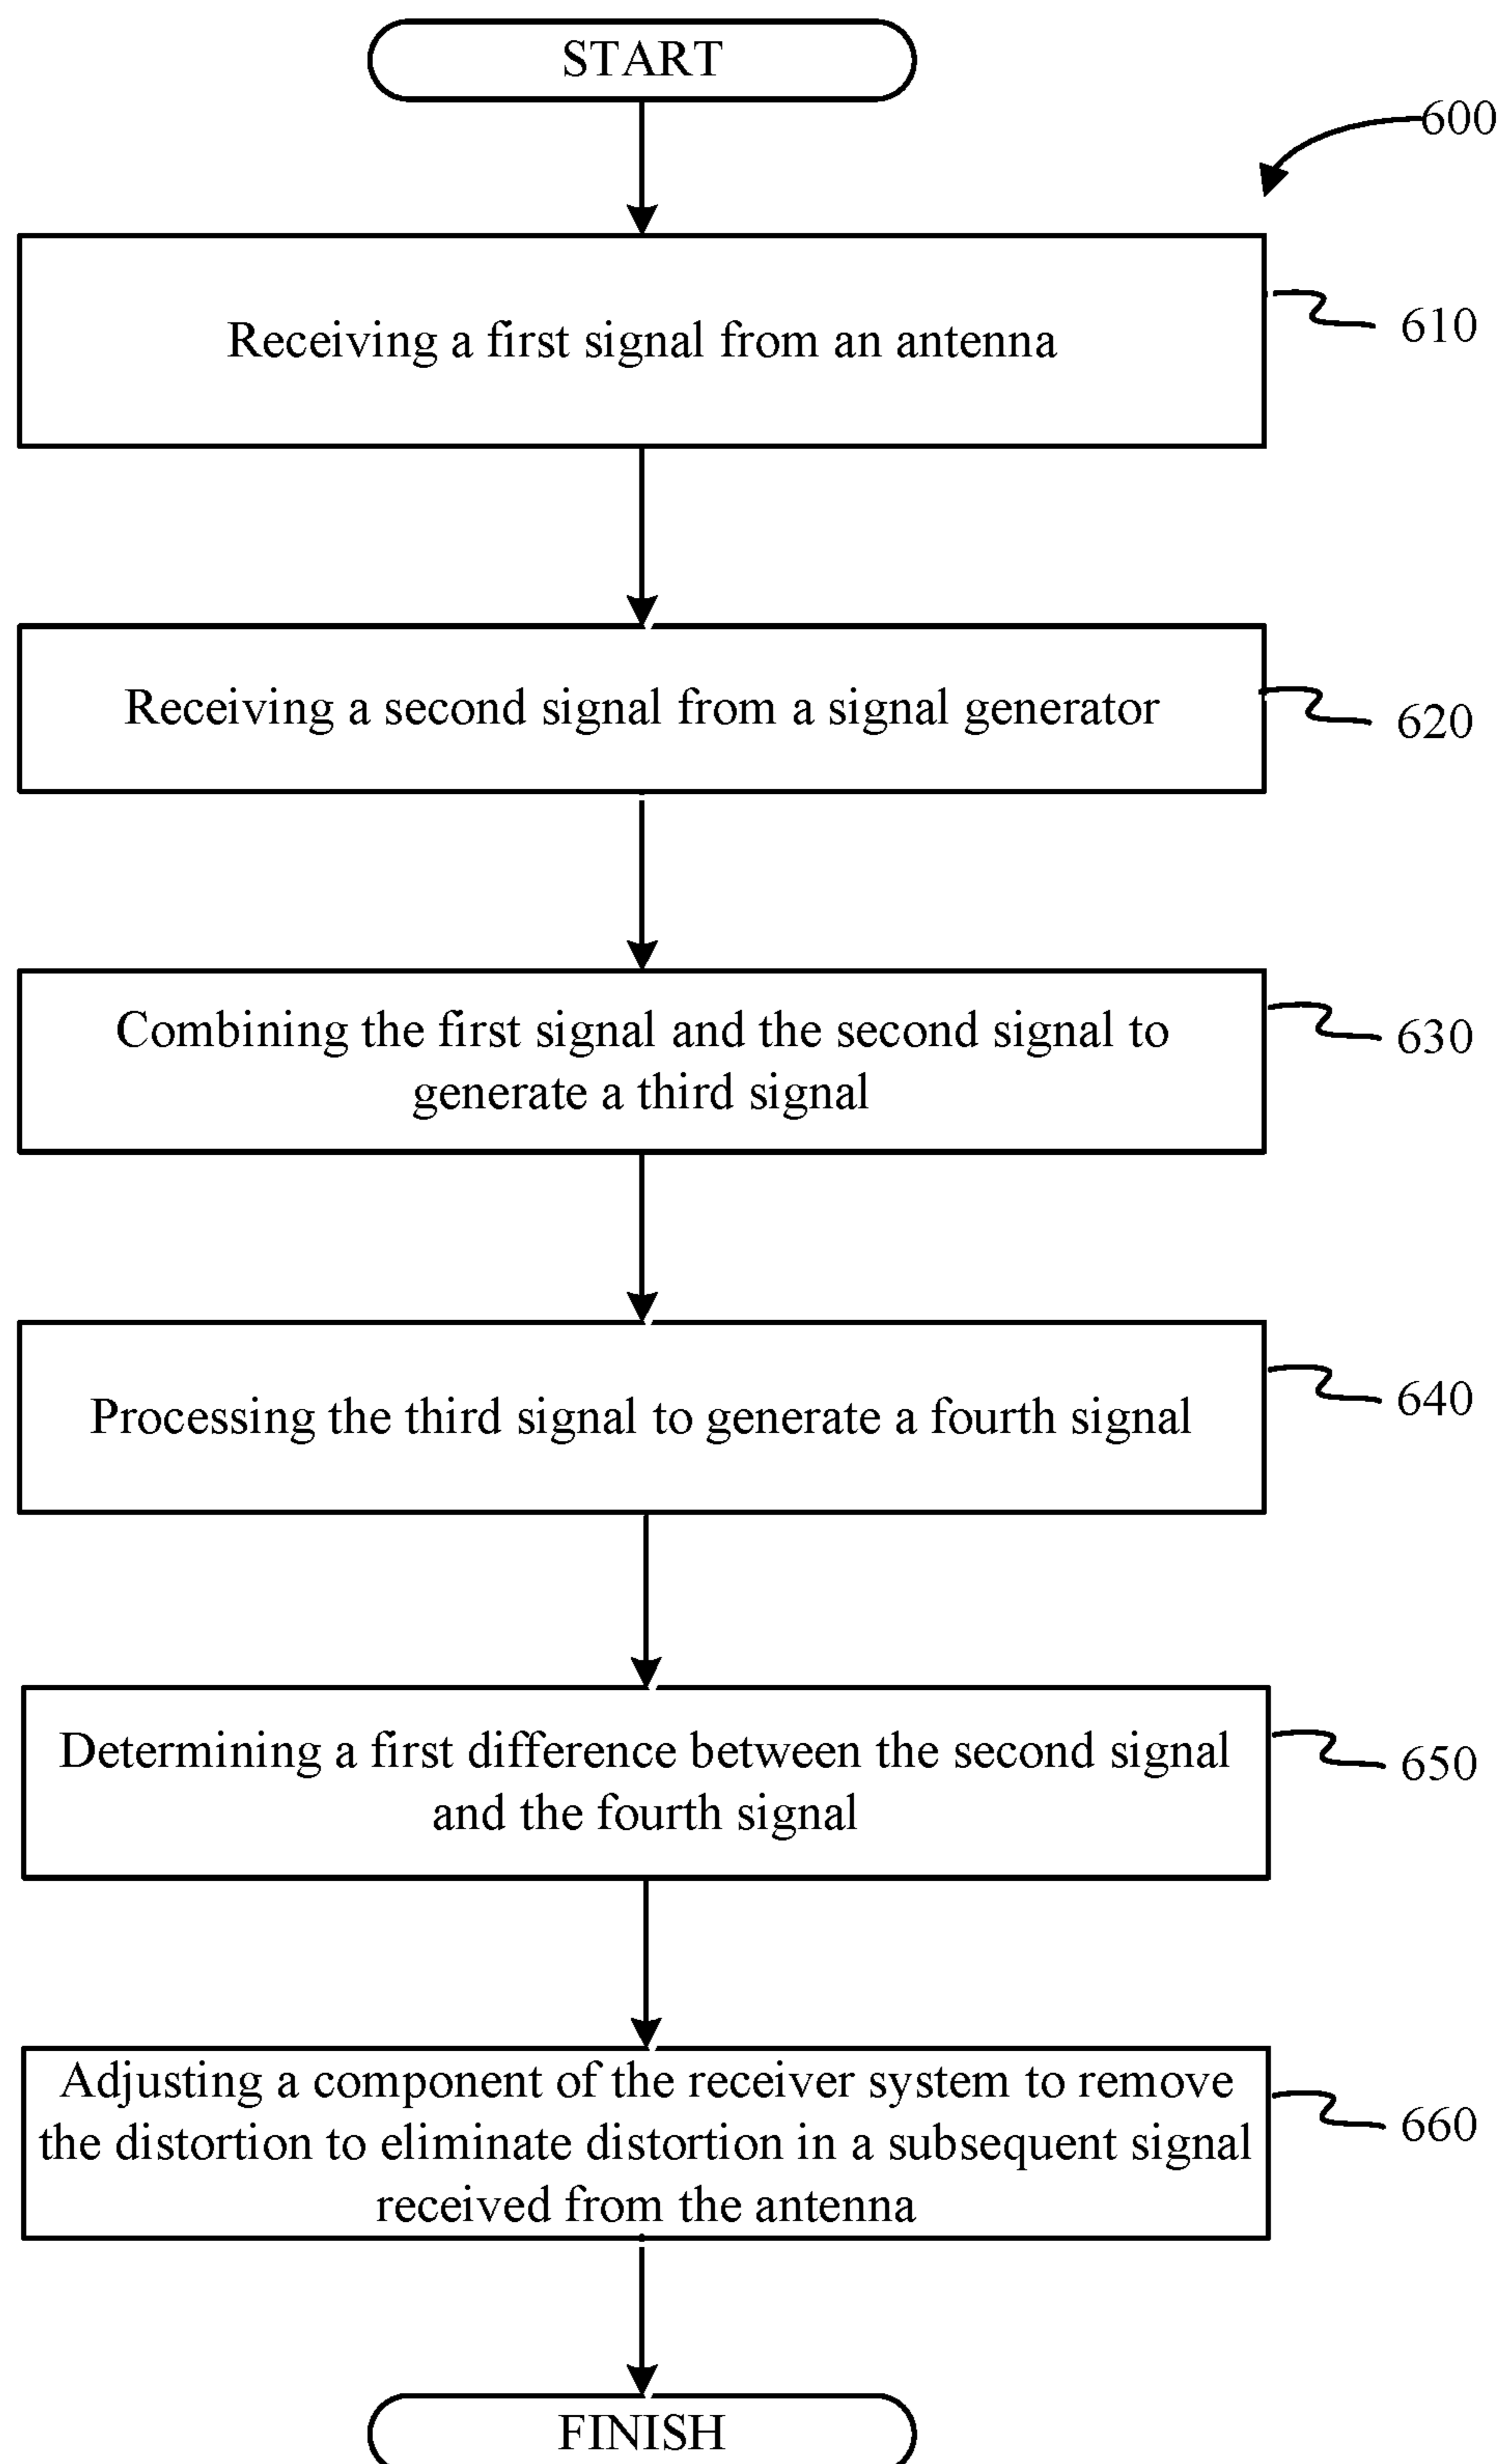 START
600
Receiving a first signal from an antenna
610
Receiving a second signal from a signal generator
620
Combining the first signal and the second signal to
generate a third signal
630
Processing the third signal to generate a fourth signal
640
Determining a first difference between the second signal
and the fourth signal
650
Adjusting a component of the receiver system to remove
the distortion to eliminate distortion in a subsequent signal
received from the antenna
660
FINISH